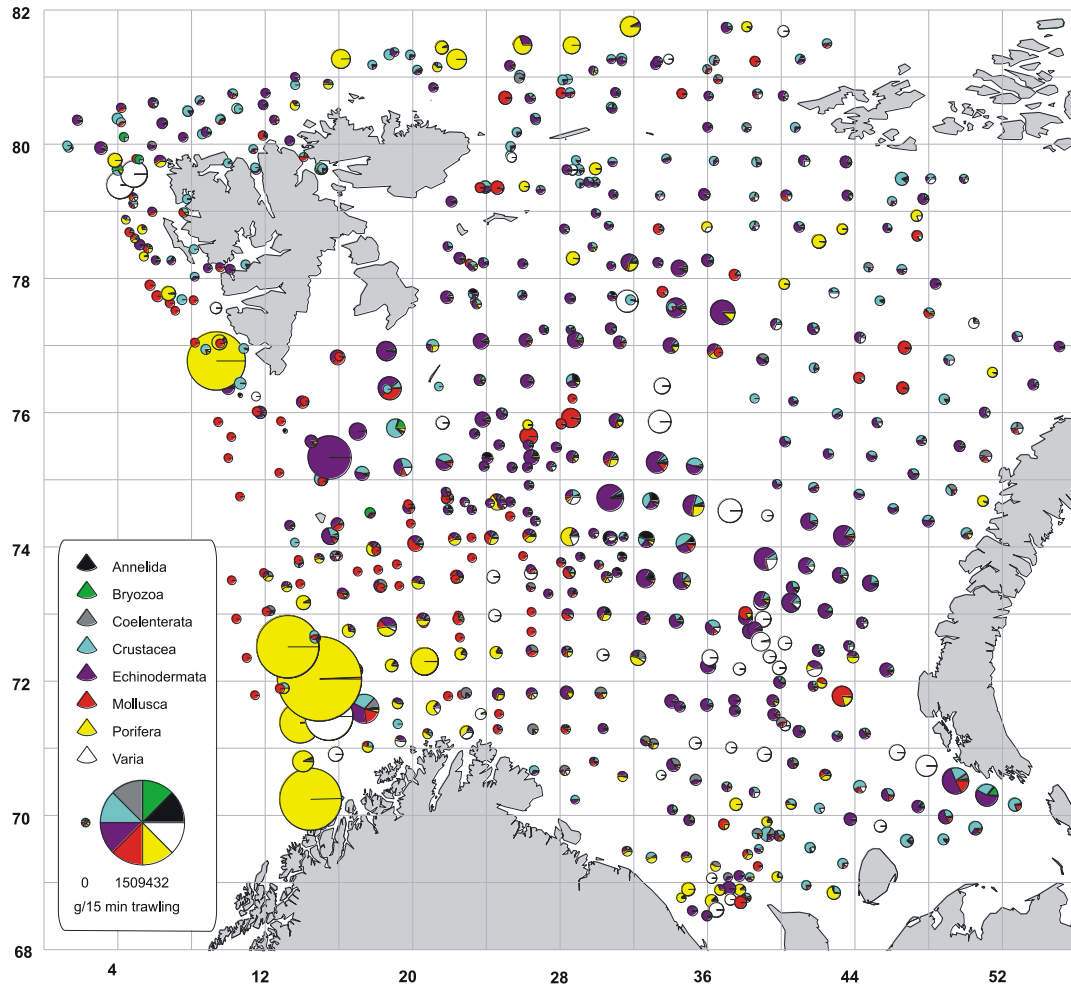 82
80
78
76
74
72
70
68
Annelida
Bryozoa
Coelenterata
Crustacea
Echinodermata
Mollusca
Porifera
Varia
0 1509432
g/15 min trawling
4 12 20 28 36 44 52